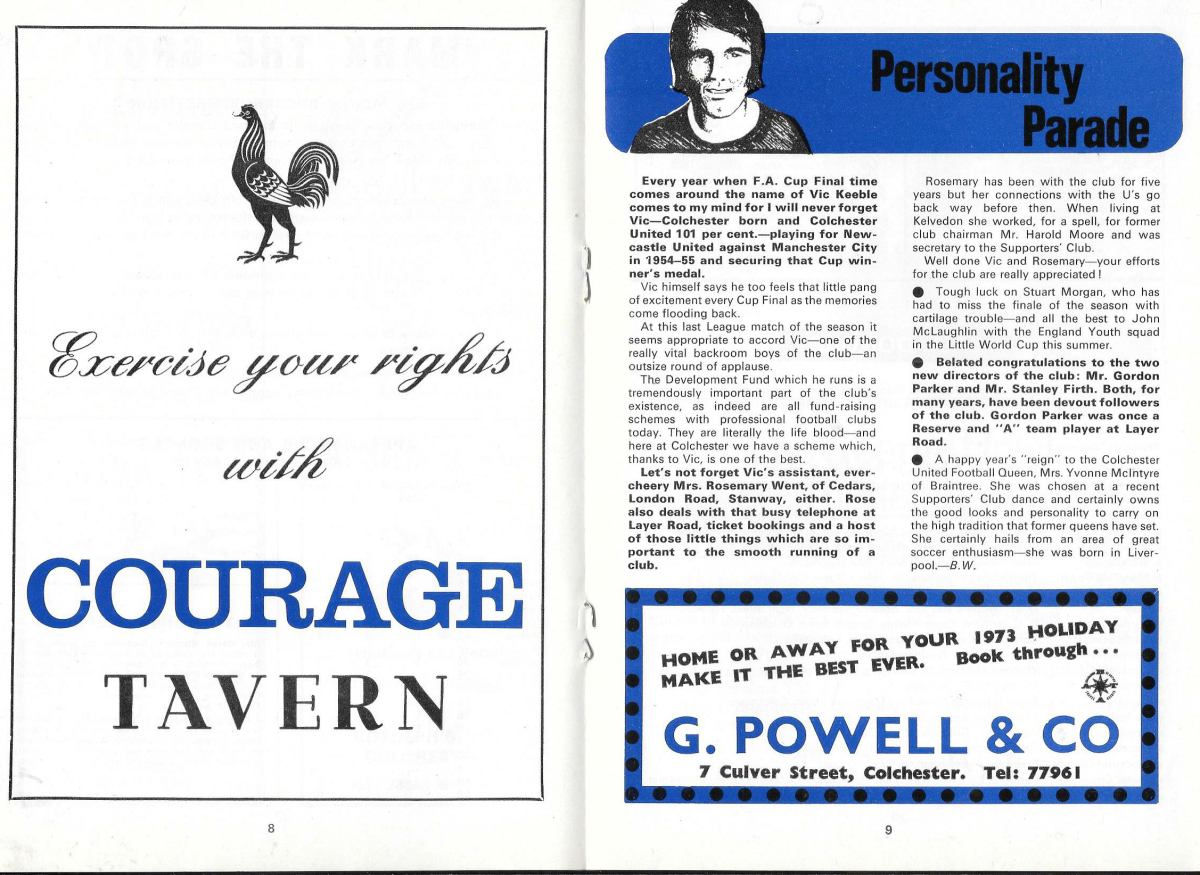 Exercise your rights
with
COURAGE
TAVERN
8
Personality
Parade
Every year when F.A. Cup Final time
comes around the name of Vic Keeble
comes to my mind for I will never forget
Vic—Colchester born and Colchester
United 101 per cent.—playing for New-
castle United against Manchester City
in 1954–55 and securing that Cup win-
ner's medal.
Vic himself says he too feels that little pang
of excitement every Cup Final as the memories
come flooding back.
At this last League match of the season it
seems appropriate to accord Vic—one of the
really vital backroom boys of the club—an
outsize round of applause.
The Development Fund which he runs is a
tremendously important part of the club's
existence, as indeed are all fund-raising
schemes with professional football clubs
today. They are literally the life blood—and
here at Colchester we have a scheme which,
thanks to Vic, is one of the best.
Let's not forget Vic's assistant, ever-
cheery Mrs. Rosemary Went, of Cedars,
London Road, Stanway, either. Rose
also deals with that busy telephone at
Layer Road, ticket bookings and a host
of those little things which are so im-
portant to the smooth running of a
club.
Rosemary has been with the club for five
years but her connections with the U's go
back way before then. When living at
Kelvedon she worked, for a spell, for former
club chairman Mr. Harold Moore and was
secretary to the Supporters' Club.
Well done Vic and Rosemary—your efforts
for the club are really appreciated !
● Tough luck on Stuart Morgan, who has
had to miss the finale of the season with
cartilage trouble—and all the best to John
McLaughlin with the England Youth squad
in the Little World Cup this summer.
● Belated congratulations to the two
new directors of the club: Mr. Gordon
Parker and Mr. Stanley Firth. Both, for
many years, have been devout followers
of the club. Gordon Parker was once a
Reserve and "A" team player at Layer
Road.
● A happy year's "reign" to the Colchester
United Football Queen, Mrs. Yvonne McIntyre
of Braintree. She was chosen at a recent
Supporters' Club dance and certainly owns
the good looks and personality to carry on
the high tradition that former queens have set.
She certainly hails from an area of great
soccer enthusiasm—she was born in Liver-
pool.—B.W.
HOME OR AWAY FOR YOUR 1973 HOLIDAY
MAKE IT THE BEST EVER. Book through ...
G. POWELL & CO
7 Culver Street, Colchester. Tel: 77961
9